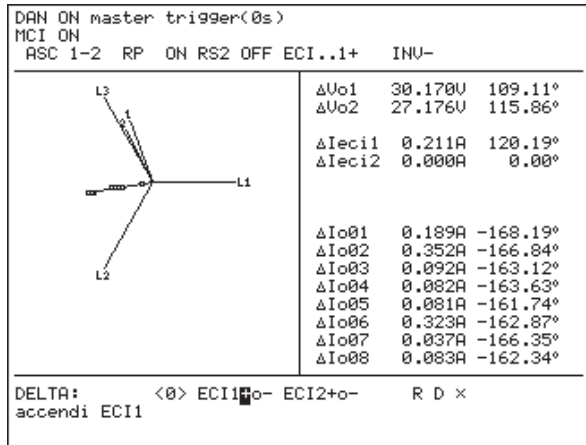 DAN ON master trigger(0s)
MCI ON
ASC 1-2 RP ON RS2 OFF ECI..1+ INV-
L3
1
2
L1
L2
ΔVo1 30.170V 109.11°
ΔVo2 27.176V 115.86°
ΔIeci1 0.211A 120.19°
ΔIeci2 0.000A 0.00°
ΔIo01 0.189A -168.19°
ΔIo02 0.352A -166.84°
ΔIo03 0.092A -163.12°
ΔIo04 0.082A -163.63°
ΔIo05 0.081A -161.74°
ΔIo06 0.323A -162.87°
ΔIo07 0.037A -166.35°
ΔIo08 0.083A -162.34°
DELTA: <0> ECI1+o- ECI2+o- R D ×
accendi ECI1